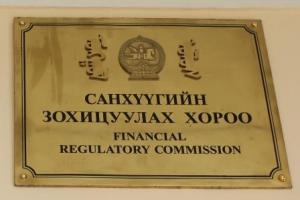 САНХҮҮГИЙН
ЗОХИЦУУЛАХ ХОРОО
FINANCIAL
REGULATORY COMMISSION